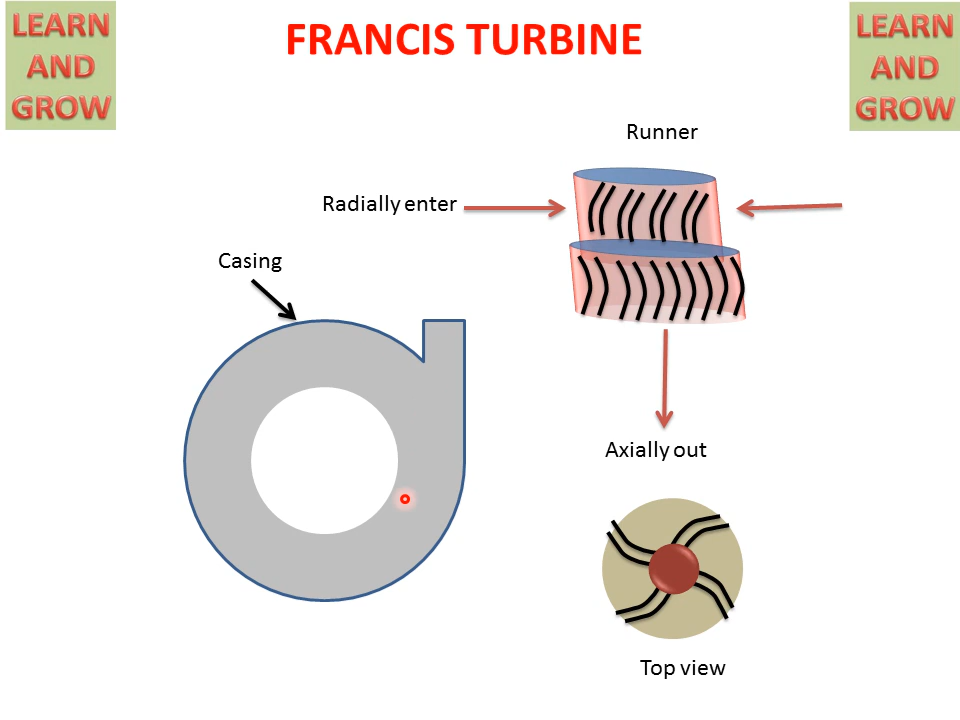 LEARN
AND
GROW
FRANCIS TURBINE
LEARN
AND
GROW
Runner
Radially enter
Casing
Axially out
Top view